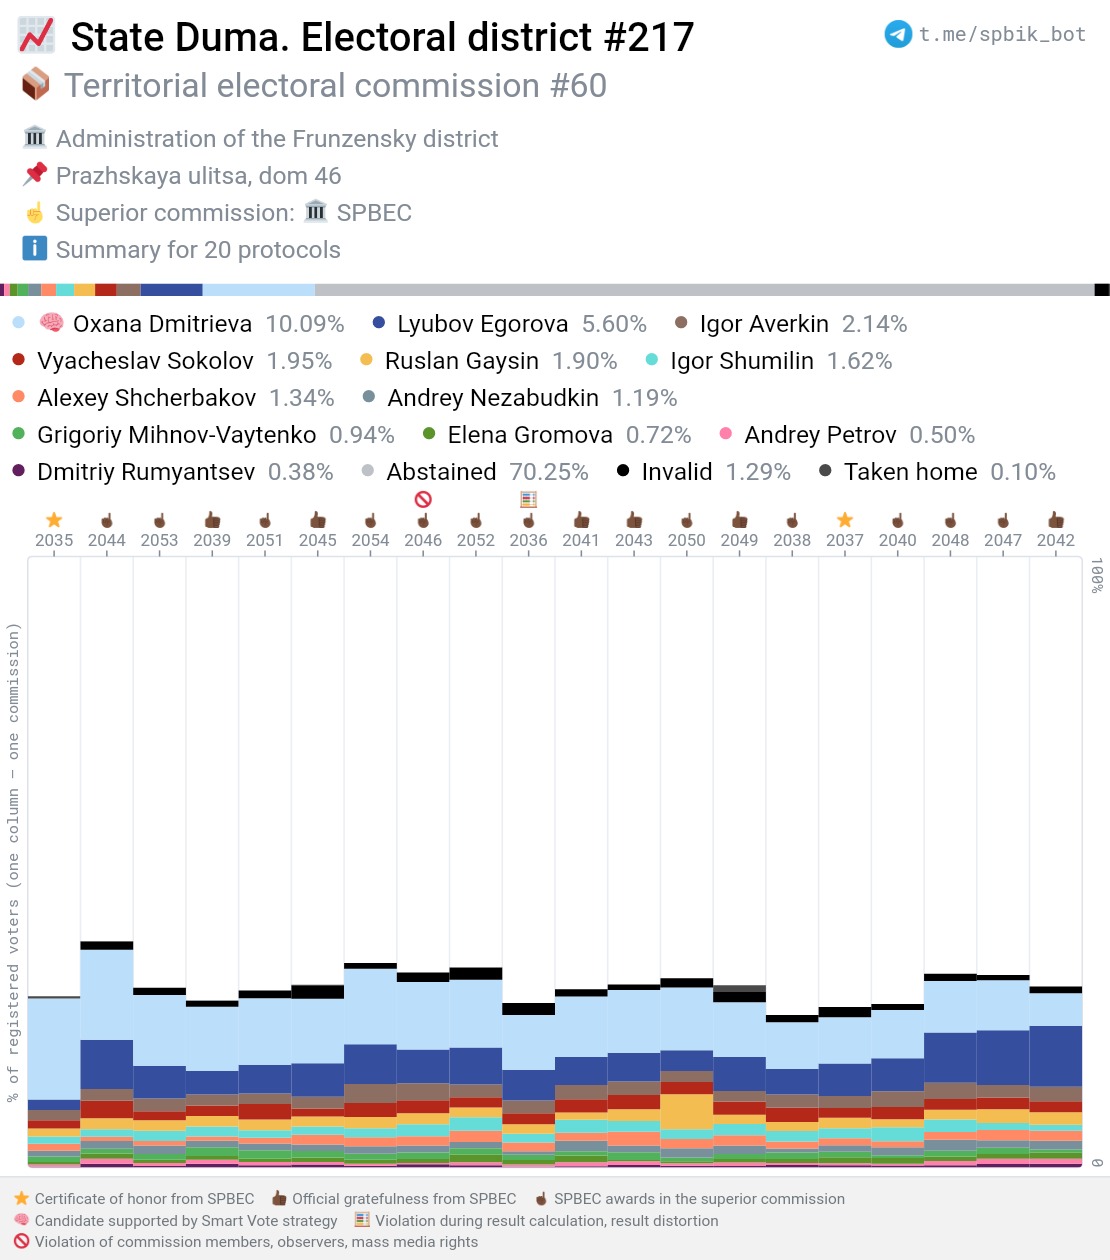 State Duma. Electoral district #217
t.me/spbik_bot
Territorial electoral commission #60
Administration of the Frunzensky district
Prazhskaya ulitsa, dom 46
Superior commission: SPBEC
Summary for 20 protocols
Oxana Dmitrieva 10.09% Lyubov Egorova 5.60% Igor Averkin 2.14%
Vyacheslav Sokolov 1.95% Ruslan Gaysin 1.90% Igor Shumilin 1.62%
Alexey Shcherbakov 1.34% Andrey Nezabudkin 1.19%
Grigoriy Mihnov-Vaytenko 0.94% Elena Gromova 0.72% Andrey Petrov 0.50%
Dmitriy Rumyantsev 0.38% Abstained 70.25% Invalid 1.29% Taken home 0.10%
2035 2044 2053 2039 2051 2045 2054 2046 2052 2036 2041 2043 2050 2049 2038 2037 2040 2048 2047 2042
100%
% of registered voters (one column — one commission)
0
Certificate of honor from SPBEC Official gratefulness from SPBEC SPBEC awards in the superior commission
Candidate supported by Smart Vote strategy Violation during result calculation, result distortion
Violation of commission members, observers, mass media rights